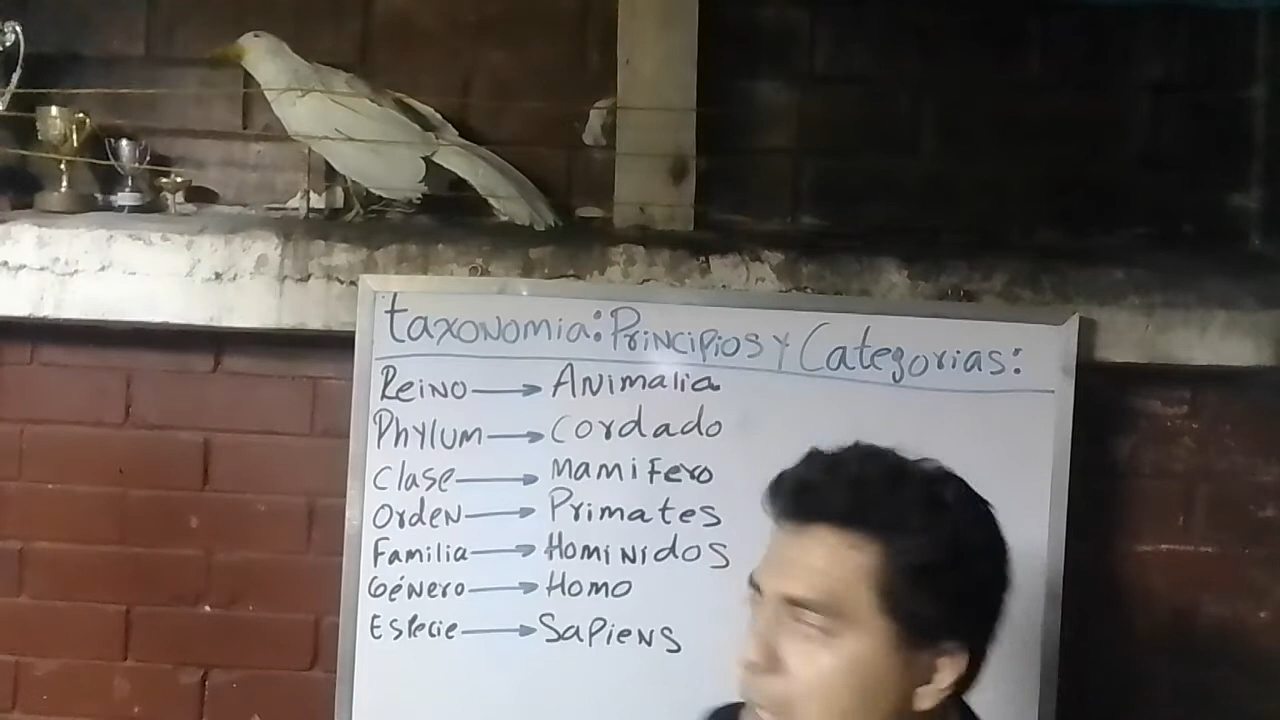 taxonomia: Principios y Categorias:
Reino → Animalia
Phylum → Cordado
Clase → Mamifero
Orden → Primates
Familia → Hominidos
Género → Homo
Especie → Sapiens